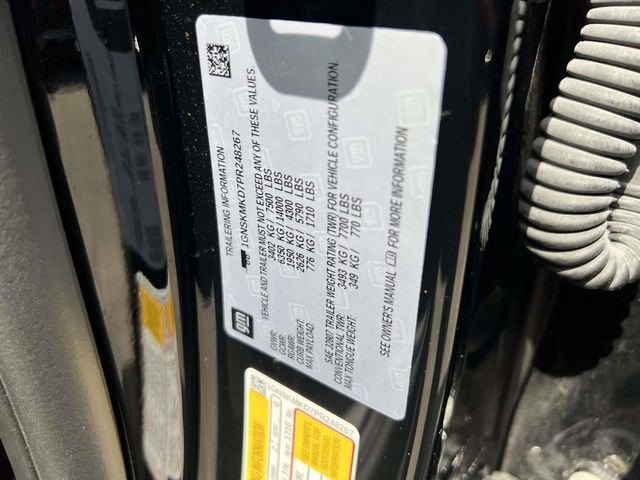 TRAILERING INFORMATION
1GNSKMKD7PR248267
VEHICLE AND TRAILER MUST NOT EXCEED ANY OF THESE VALUES.
GVWR: 3402 KG / 7500 LBS
GCWR: 6350 KG / 14000 LBS
RGAWR: 1950 KG / 4300 LBS
CURB WEIGHT: 2626 KG / 5790 LBS
MAX PAYLOAD: 776 KG / 1710 LBS
SAE J2807 TRAILER WEIGHT RATING (TWR) FOR VEHICLE CONFIGURATION.
CONVENTIONAL TWR: 3493 KG / 7700 LBS
MAX TONGUE WEIGHT: 349 KG / 770 LBS
SEE OWNER'S MANUAL FOR MORE INFORMATION
gm
1GNSKMKD7PR248267